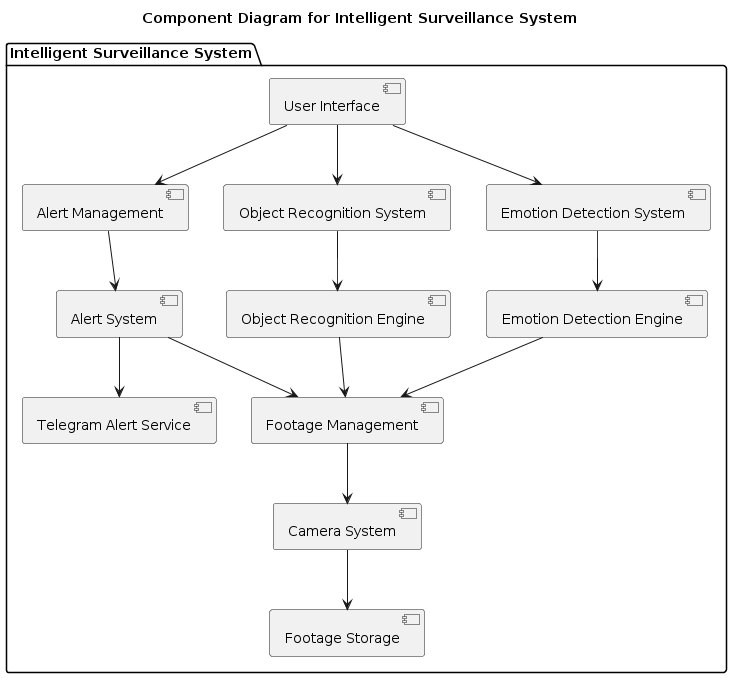 Component Diagram for Intelligent Surveillance System
Intelligent Surveillance System
User Interface
Alert Management
Object Recognition System
Emotion Detection System
Alert System
Object Recognition Engine
Emotion Detection Engine
Telegram Alert Service
Footage Management
Camera System
Footage Storage